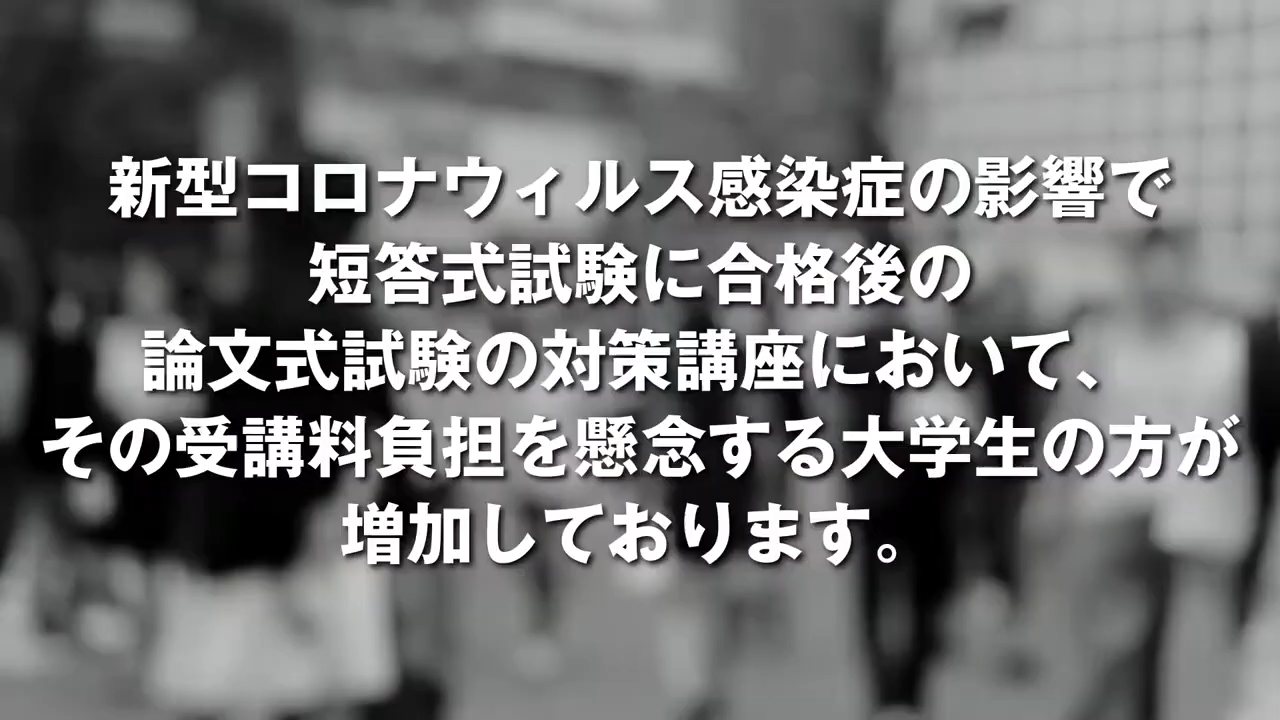 新型コロナウィルス感染症の影響で
短答式試験に合格後の
論文式試験の対策講座において、
その受講料負担を懸念する大学生の方が
増加しております。